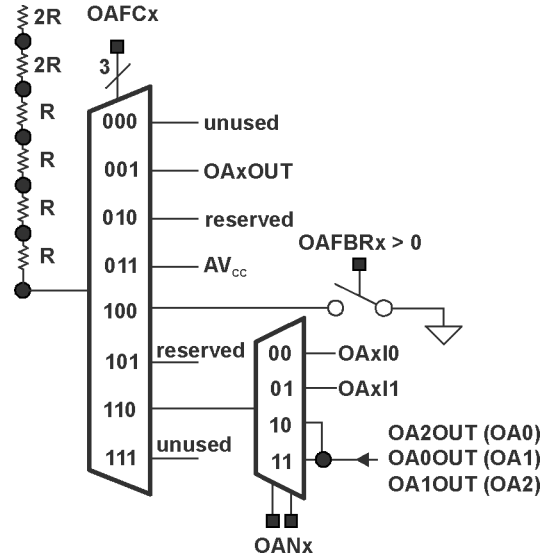 2R
OAFCx
2R
3
R
000
unused
R
001
OAxOUT
R
010
reserved
OAFBRx > 0
R
011
AVcc
100
101
reserved
00
OAxI0
01
OAxI1
110
10
OA2OUT (OA0)
111
unused
11
OA0OUT (OA1)
OA1OUT (OA2)
OANx